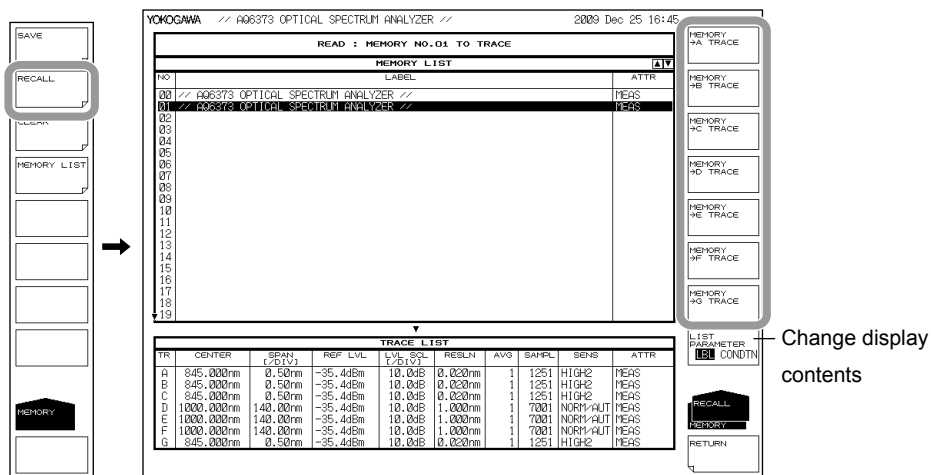 SAVE
RECALL
CLEAR
MEMORY LIST
MEMORY
YOKOGAWA // AQ6373 OPTICAL SPECTRUM ANALYZER // 2009 Dec 25 16:45
READ : MEMORY NO.01 TO TRACE
MEMORY LIST
NO LABEL ATTR
00 // AQ6373 OPTICAL SPECTRUM ANALYZER // MEAS
01 // AQ6373 OPTICAL SPECTRUM ANALYZER // MEAS
02
03
04
05
06
07
08
09
10
11
12
13
14
15
16
17
18
19
TRACE LIST
TR CENTER SPAN [/DIV] REF LVL LVL SCL [/DIV] RESLN AVG SAMPL SENS ATTR
A 845.000nm 0.50nm -35.4dBm 10.0dB 0.020nm 1 1251 HIGH2 MEAS
B 845.000nm 0.50nm -35.4dBm 10.0dB 0.020nm 1 1251 HIGH2 MEAS
C 845.000nm 0.50nm -35.4dBm 10.0dB 0.020nm 1 1251 HIGH2 MEAS
D 1000.000nm 140.00nm -35.4dBm 10.0dB 1.000nm 1 7001 NORM/AUT MEAS
E 1000.000nm 140.00nm -35.4dBm 10.0dB 1.000nm 1 7001 NORM/AUT MEAS
F 1000.000nm 140.00nm -35.4dBm 10.0dB 1.000nm 1 7001 NORM/AUT MEAS
G 845.000nm 0.50nm -35.4dBm 10.0dB 0.020nm 1 1251 HIGH2 MEAS
MEMORY
→A TRACE
MEMORY
→B TRACE
MEMORY
→C TRACE
MEMORY
→D TRACE
MEMORY
→E TRACE
MEMORY
→F TRACE
MEMORY
→G TRACE
LIST
PARAMETER
LBL CONDTN
RECALL
MEMORY
RETURN
Change display
contents